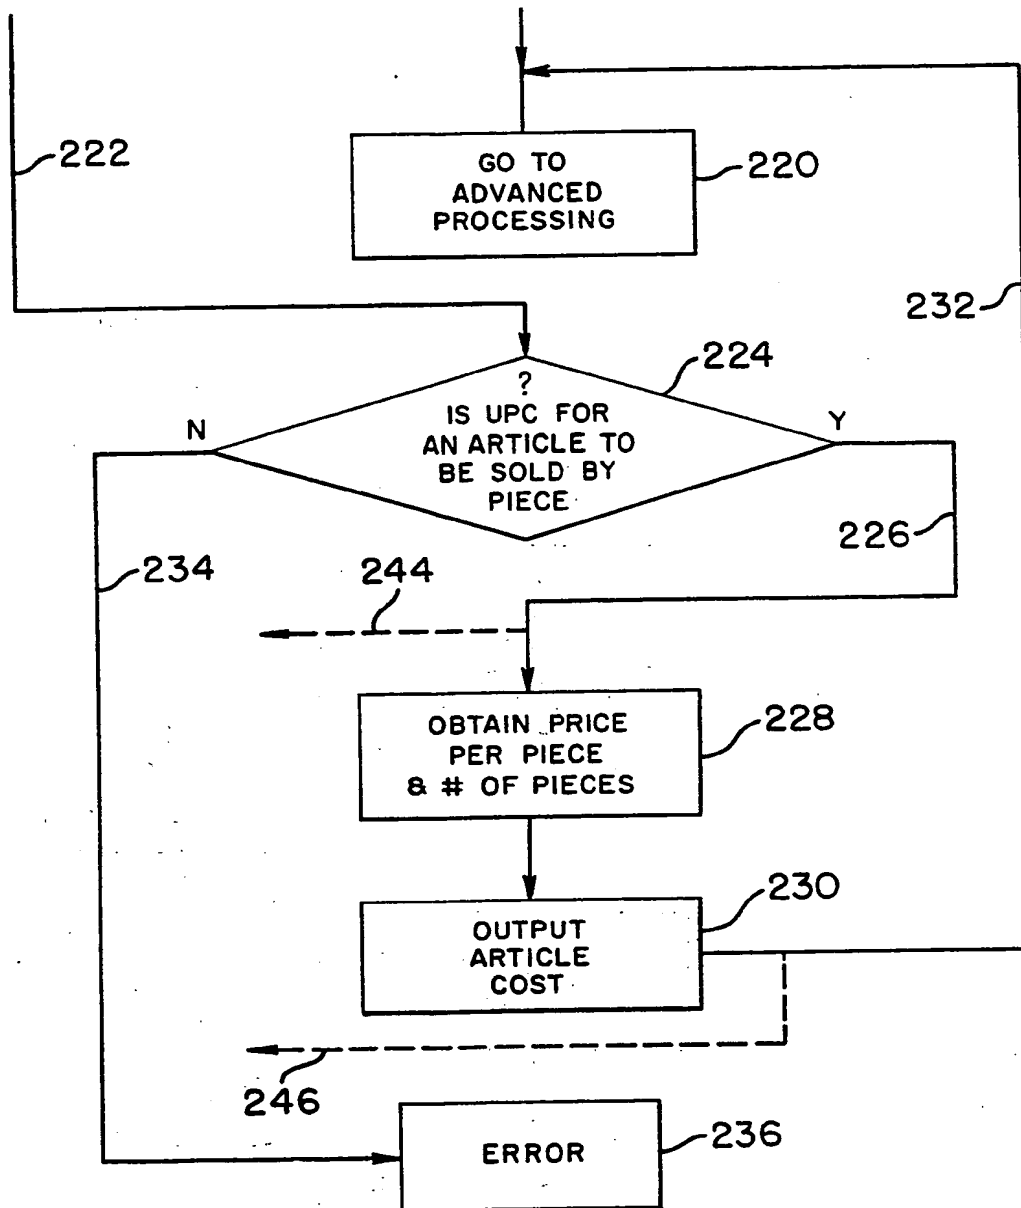 222
GO TO
ADVANCED
PROCESSING
220
232
224
?
IS UPC FOR
AN ARTICLE TO
BE SOLD BY
PIECE
N
Y
226
234
244
OBTAIN PRICE
PER PIECE
& # OF PIECES
228
230
OUTPUT
ARTICLE
COST
246
ERROR
236